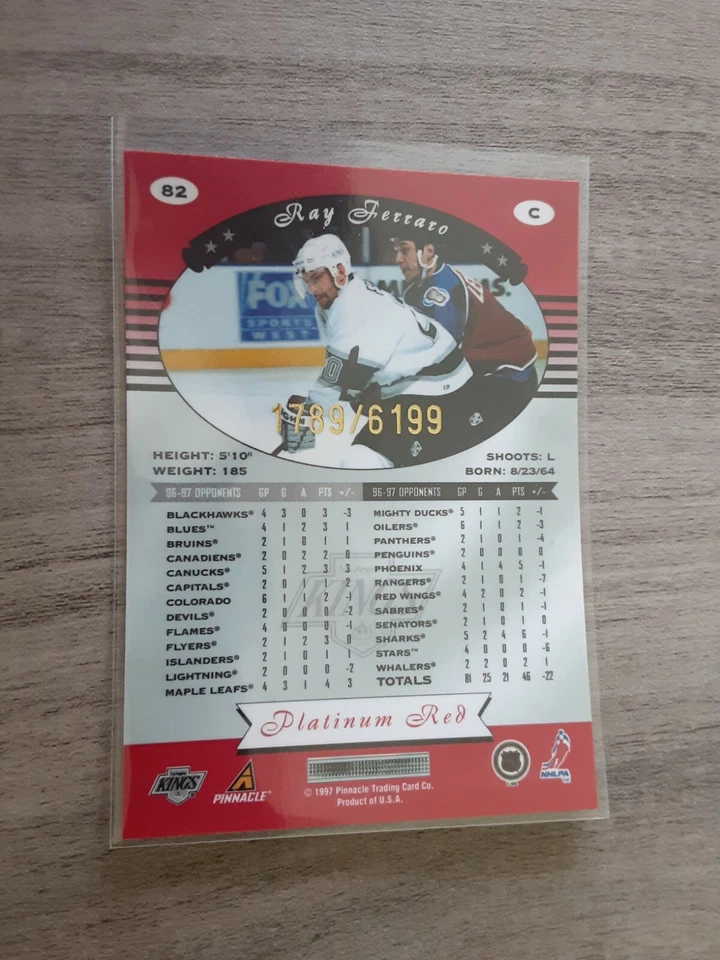 82
C
Ray Ferraro
FOX
SPORTS
WEST
1789/6199
HEIGHT: 5'10"
WEIGHT: 185
SHOOTS: L
BORN: 8/23/64
96-97 OPPONENTS GP G A PTS +/-
BLACKHAWKS® 4 3 0 3 -3
BLUES™ 4 1 2 3 1
BRUINS® 2 1 0 1 1
CANADIENS® 2 0 2 2 0
CANUCKS® 5 1 2 3 3
CAPITALS® 2 0 1 1 2
COLORADO 6 1 1 2 -1
DEVILS® 2 0 -2
FLAMES® 4 0 0 0 -1
FLYERS® 2 1 2 3 0
ISLANDERS® 2 1 0 1 1
LIGHTNING® 2 0 0 0 -2
MAPLE LEAFS® 4 3 1 4 3
96-97 OPPONENTS GP G A PTS +/-
MIGHTY DUCKS® 5 1 1 2 -1
OILERS® 6 1 1 2 -3
PANTHERS® 2 1 0 1 -4
PENGUINS® 2 0 0 0 0
PHOENIX 4 1 4 5 -1
RANGERS® 2 1 0 1 -7
RED WINGS® 4 2 0 2 -1
SABRES® 2 1 0 1 -1
SENATORS® 2 1 0 1 0
SHARKS® 5 2 4 6 -1
STARS™ 4 0 0 0 -6
WHALERS® 2 2 0 2 1
TOTALS 81 25 21 46 -22
KINGS
Platinum Red
KINGS
PINNACLE®
© 1997 Pinnacle Trading Card Co.
Product of U.S.A.
NHLPA